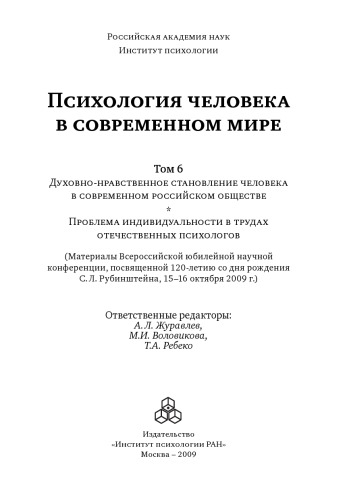 Российская академия наук
Институт психологии
Психология человека
в современном мире
Том 6
Духовно-нравственное становление человека
в современном российском обществе
*
Проблема индивидуальности в трудах
отечественных психологов
(Материалы Всероссийской юбилейной научной
конференции, посвященной 120-летию со дня рождения
С. Л. Рубинштейна, 15–16 октября 2009 г.)
Ответственные редакторы:
А. Л. Журавлев,
М.И. Воловикова,
Т.А. Ребеко
Издательство
«Институт психологии РАН»
Москва – 2009